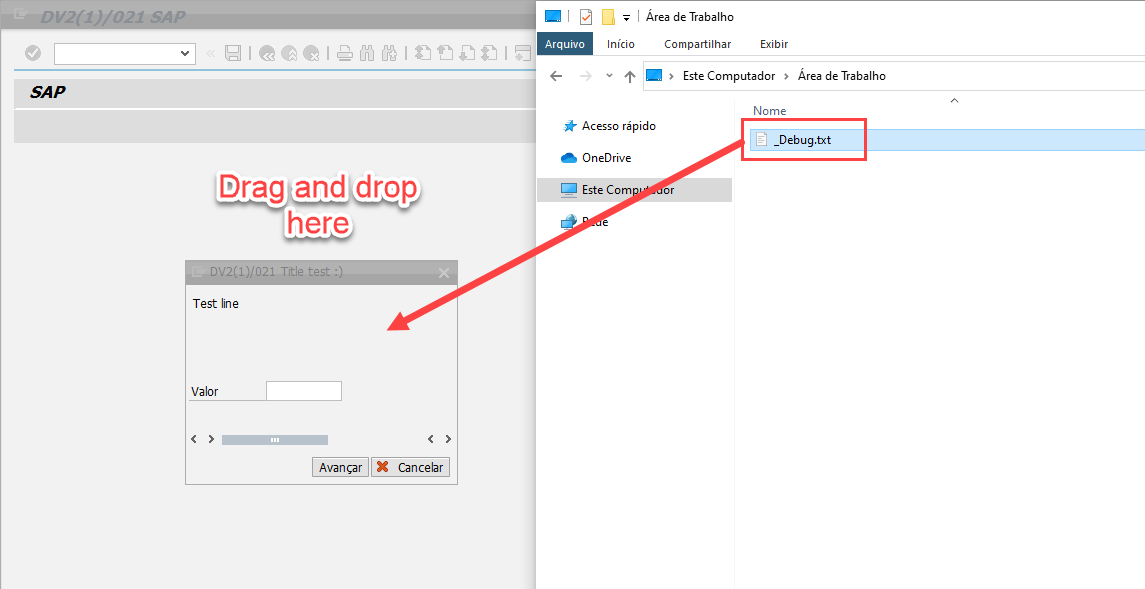 DV2(1)/021 SAP
SAP
Drag and drop
here
DV2(1)/021 Title test :)
Test line
Valor
Avançar
Cancelar
Área de Trabalho
Arquivo
Início
Compartilhar
Exibir
Este Computador
Área de Trabalho
Acesso rápido
OneDrive
Este Computador
Rede
Nome
_Debug.txt